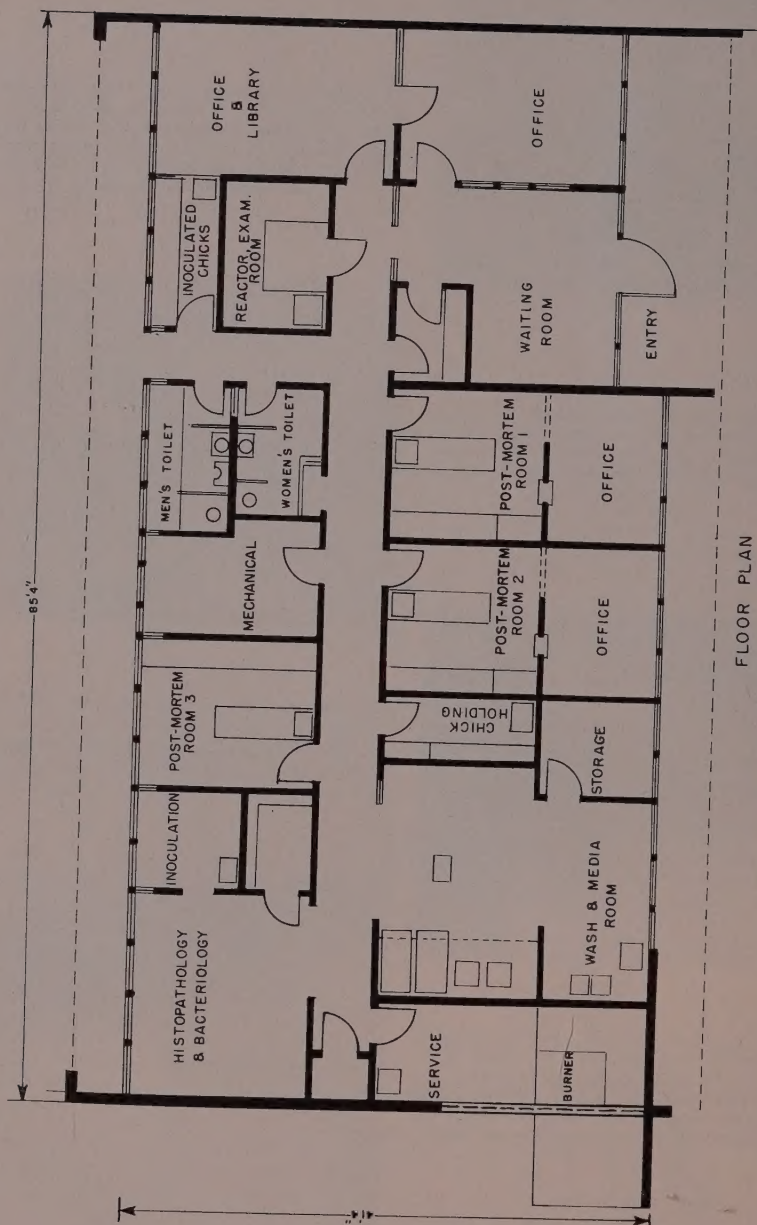 85'4"
41'4"
HISTOPATHOLOGY
& BACTERIOLOGY
INOCULATION
POST-MORTEM
ROOM 3
MECHANICAL
MEN'S TOILET
WOMEN'S TOILET
INOCULATED
CHICKS
REACTOR, EXAM.
ROOM
OFFICE
&
LIBRARY
SERVICE
BURNER
WASH & MEDIA
ROOM
CHICK
HOLDING
STORAGE
POST-MORTEM
ROOM 2
OFFICE
POST-MORTEM
ROOM 1
OFFICE
WAITING
ROOM
ENTRY
OFFICE
FLOOR PLAN